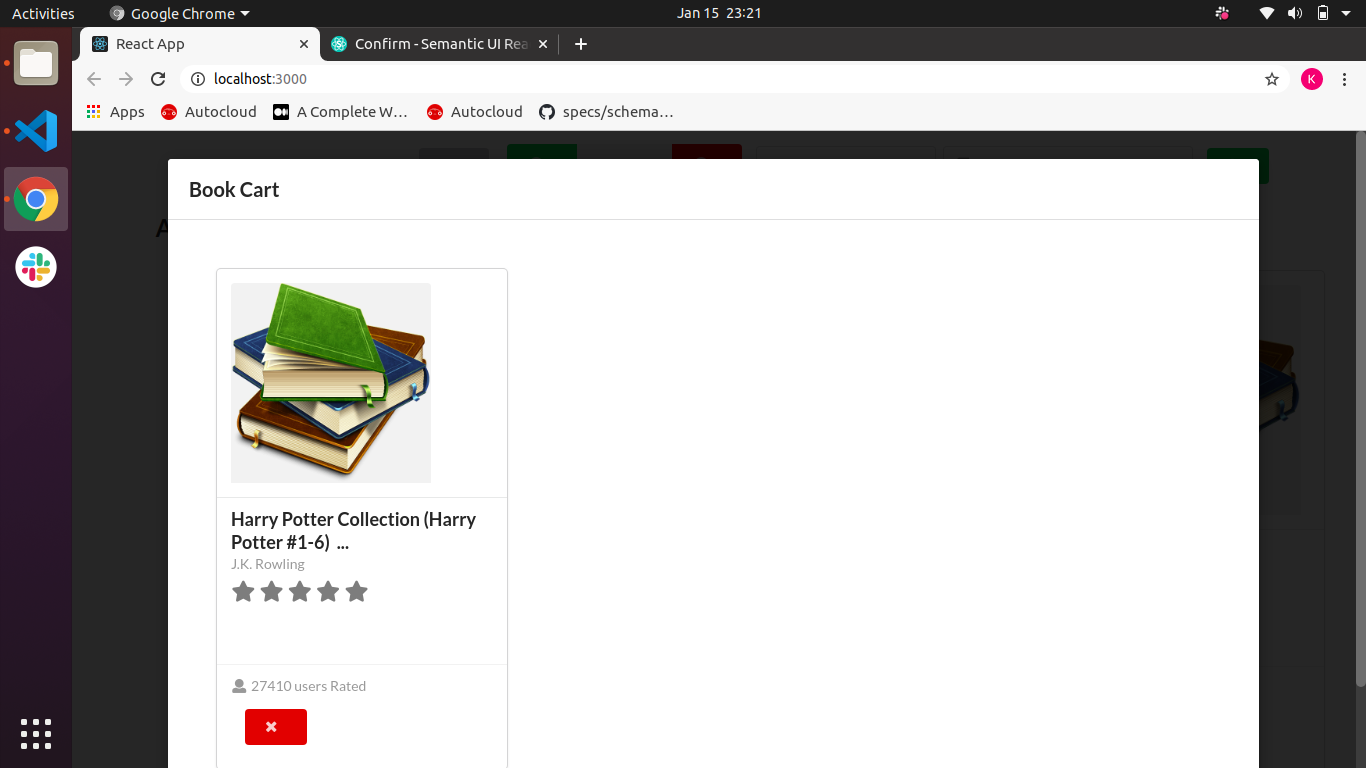 Activities
Google Chrome
Jan 15 23:21
React App
Confirm - Semantic UI Rea
localhost:3000
K
Apps
Autocloud
A Complete W…
Autocloud
specs/schema…
Book Cart
Harry Potter Collection (Harry
Potter #1-6) ...
J.K. Rowling
27410 users Rated